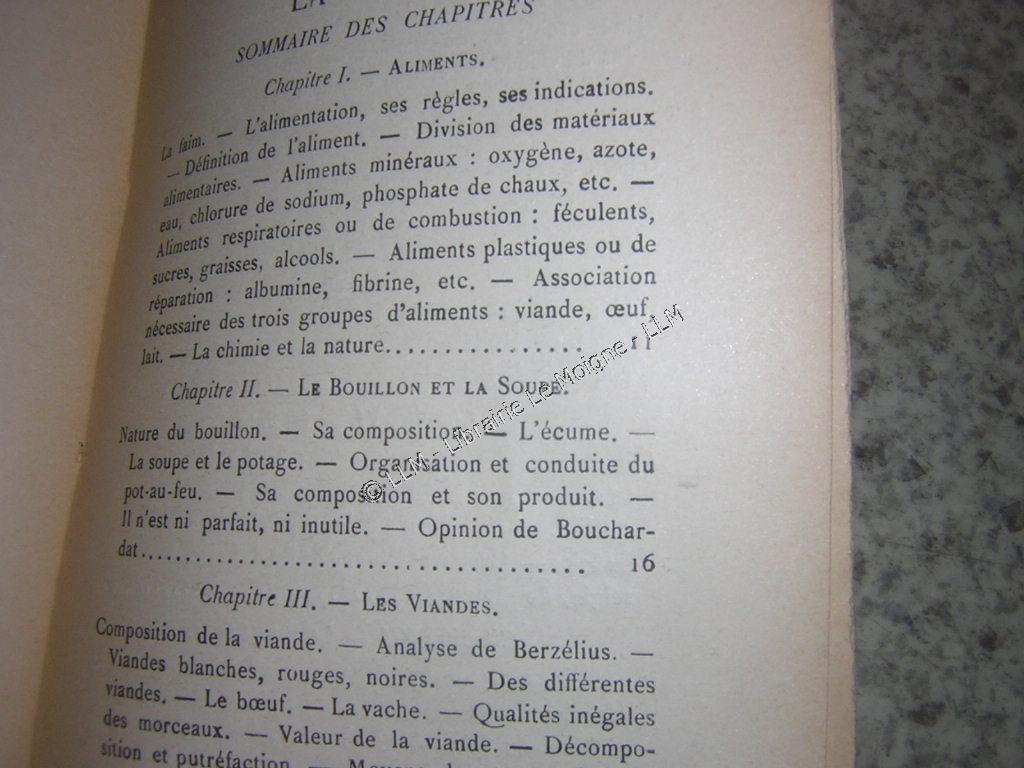 LA
SOMMAIRE DES CHAPITRES
Chapitre I. — ALIMENTS.
La faim. — L'alimentation, ses règles, ses indications.
— Définition de l'aliment. — Division des matériaux
alimentaires. — Aliments minéraux : oxygène, azote,
eau, chlorure de sodium, phosphate de chaux, etc. —
Aliments respiratoires ou de combustion : féculents,
sucres, graisses, alcools. — Aliments plastiques ou de
réparation : albumine, fibrine, etc. — Association
nécessaire des trois groupes d'aliments : viande, œuf,
lait. — La chimie et la nature................ 11
Chapitre II. — LE BOUILLON ET LA SOUPE.
Nature du bouillon. — Sa composition. — L'écume. —
La soupe et le potage. — Organisation et conduite du
pot-au-feu. — Sa composition et son produit. —
Il n'est ni parfait, ni inutile. — Opinion de Bouchar-
dat........................................ 16
Chapitre III. — LES VIANDES.
Composition de la viande. — Analyse de Berzélius. —
Viandes blanches, rouges, noires. — Des différentes
viandes. — Le bœuf. — La vache. — Qualités inégales
des morceaux. — Valeur de la viande. — Décompo-
sition et putréfaction. —
© LLM - Librairie Le Moigne - LLM